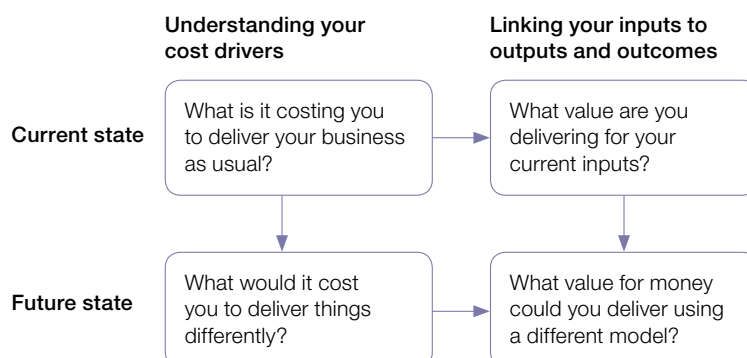 Understanding your
cost drivers
Linking your inputs to
outputs and outcomes
Current state
What is it costing you
to deliver your business
as usual?
What value are you
delivering for your
current inputs?
Future state
What would it cost
you to deliver things
differently?
What value for money
could you deliver using
a different model?